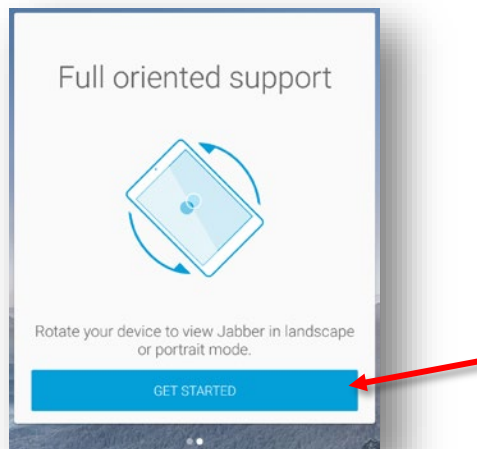 Full oriented support
Rotate your device to view Jabber in landscape
or portrait mode.
GET STARTED